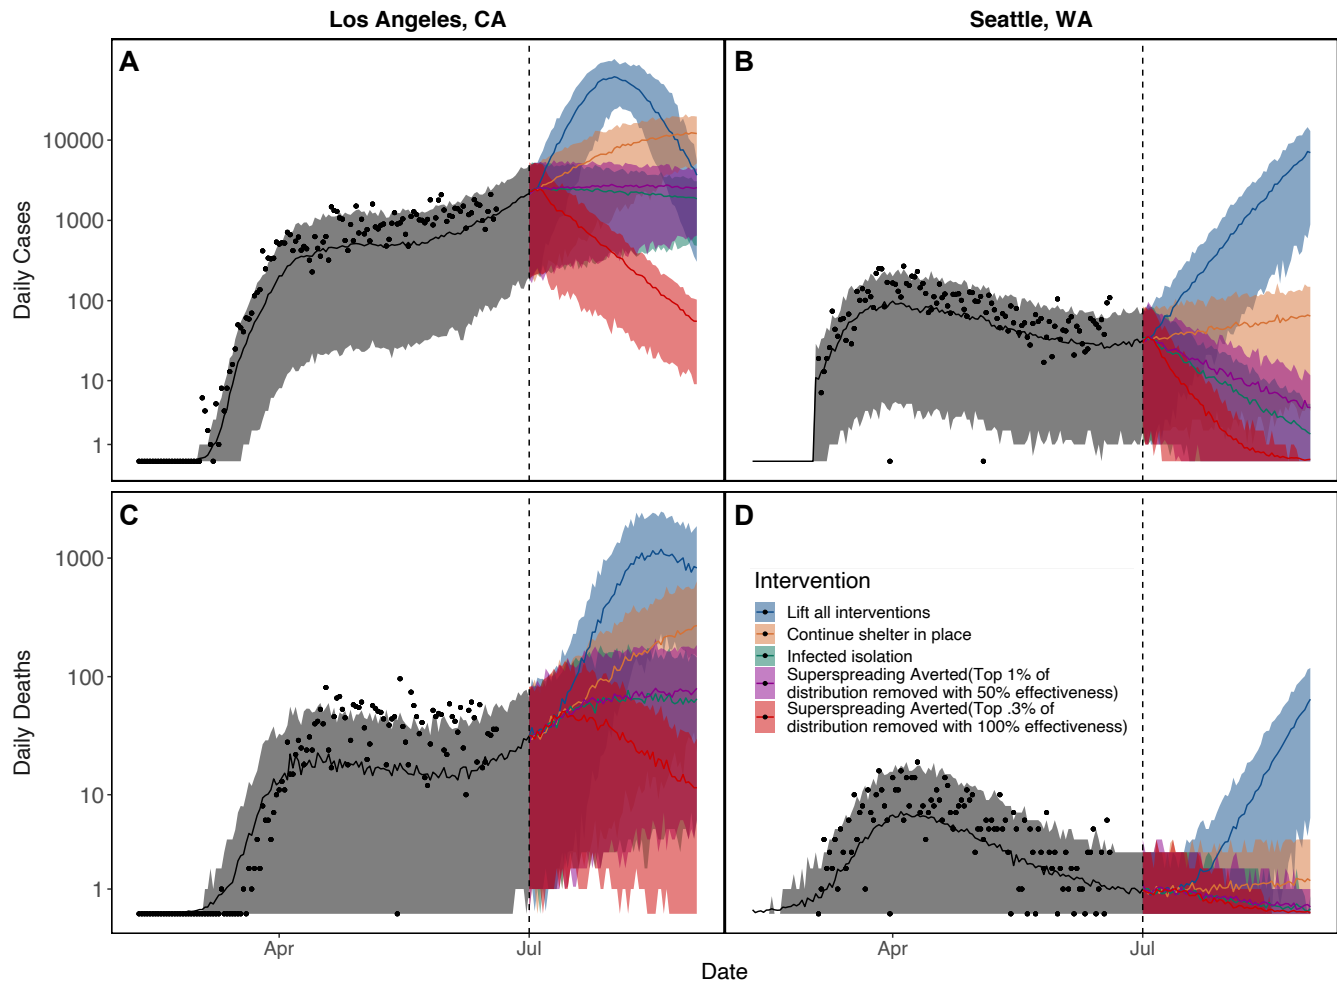 Los Angeles, CA
Seattle, WA
A
B
Daily Cases
10000
1000
100
10
1
C
D
Daily Deaths
1000
100
10
1
Intervention
Lift all interventions
Continue shelter in place
Infected isolation
Superspreading Averted(Top 1% of
distribution removed with 50% effectiveness)
Superspreading Averted(Top .3% of
distribution removed with 100% effectiveness)
Apr
Jul
Apr
Jul
Date